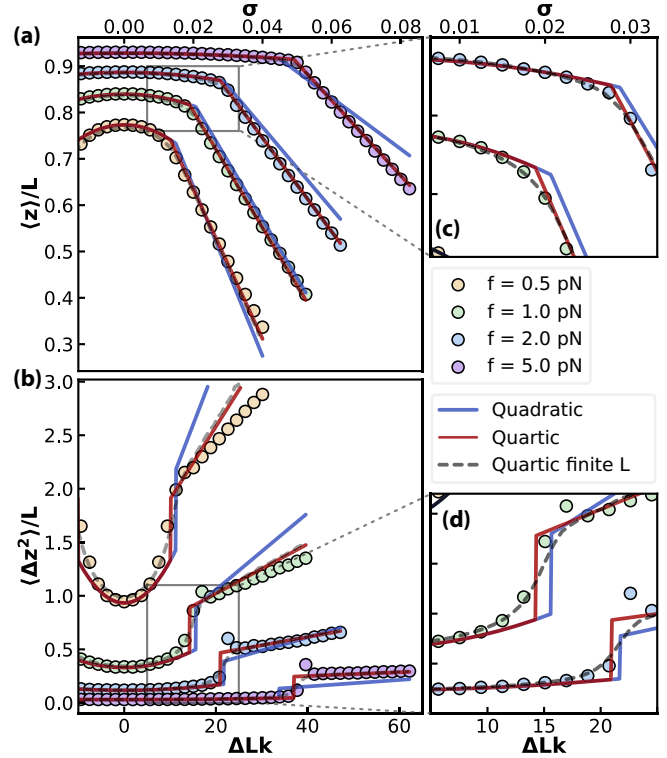 σ
0.00 0.02 0.04 0.06 0.08
(a)
⟨z⟩/L
0.9
0.8
0.7
0.6
0.5
0.4
0.3
σ
0.01 0.02 0.03
(c)
f = 0.5 pN
f = 1.0 pN
f = 2.0 pN
f = 5.0 pN
Quadratic
Quartic
Quartic finite L
(b)
⟨Δz²⟩/L
3.0
2.5
2.0
1.5
1.0
0.5
0.0
0 20 40 60
ΔLk
(d)
10 15 20
ΔLk